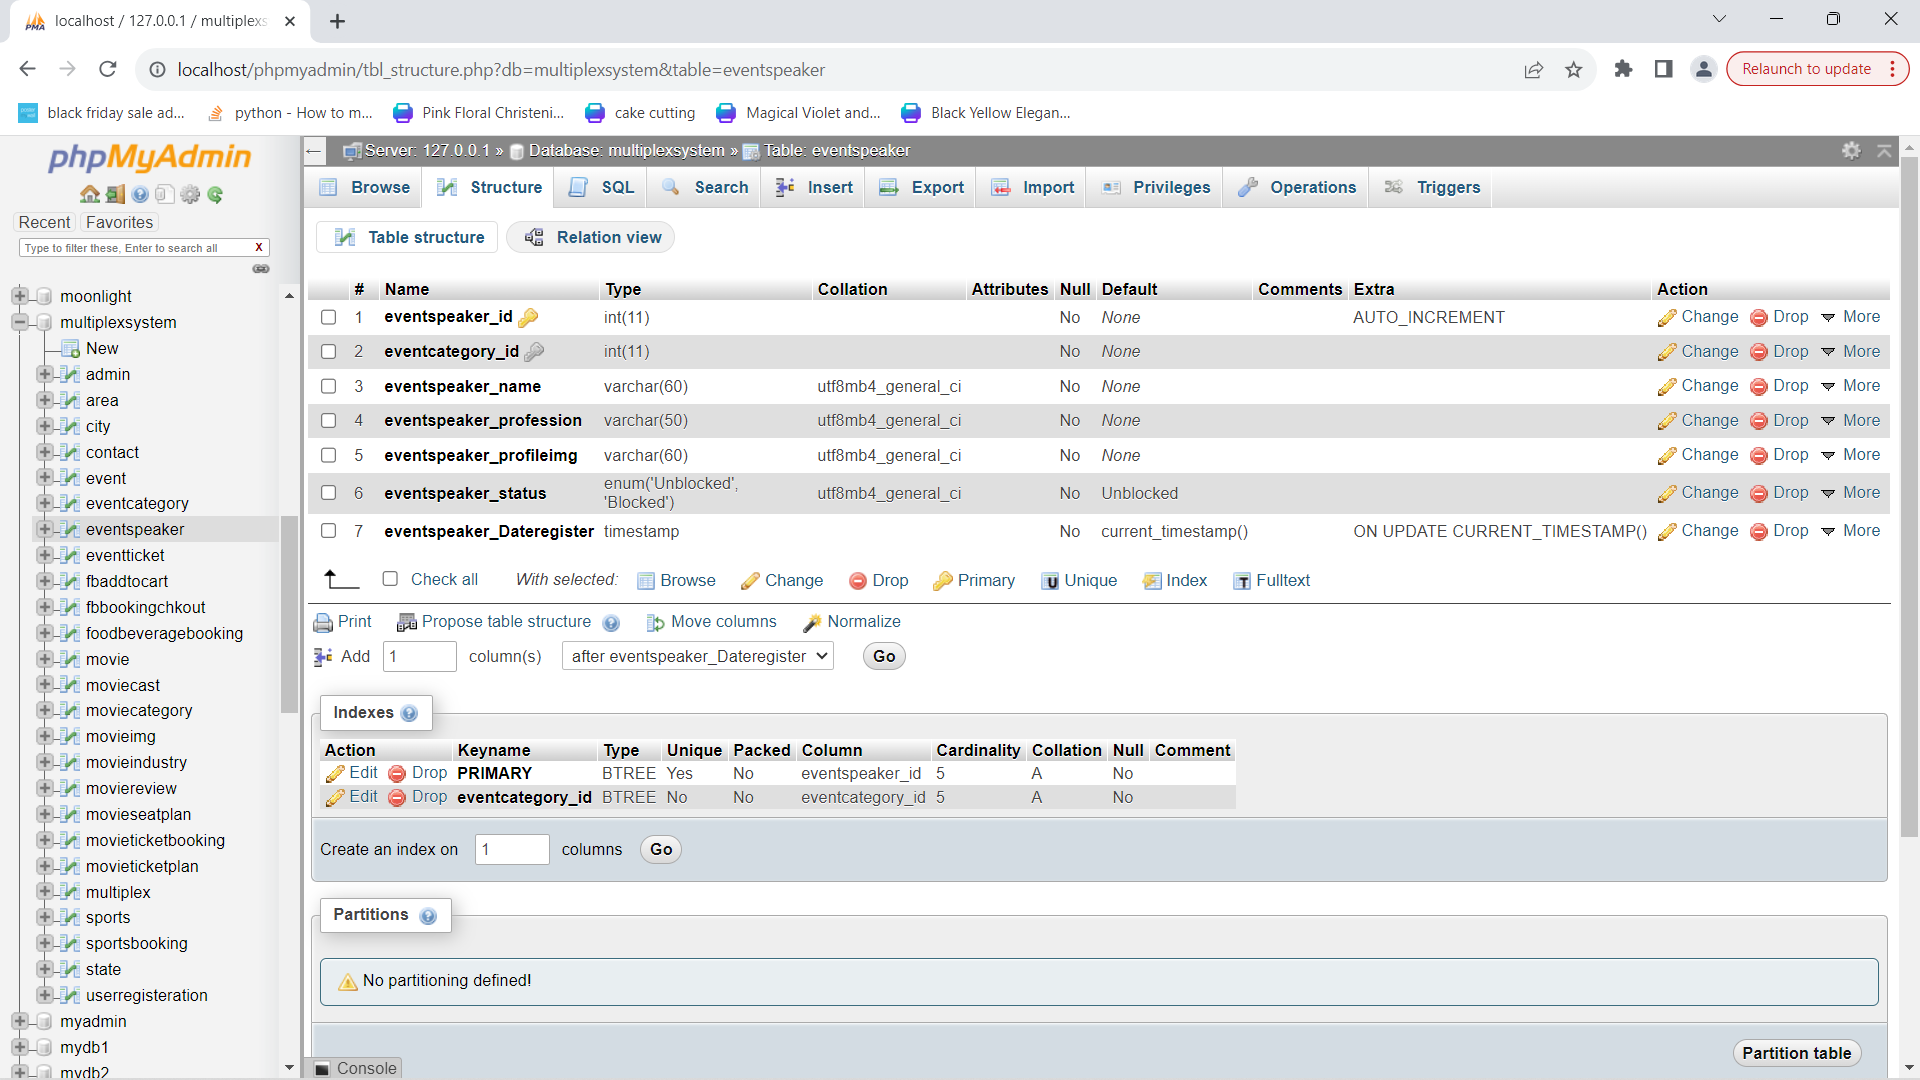 localhost / 127.0.0.1 / multiplexs
localhost/phpmyadmin/tbl_structure.php?db=multiplexsystem&table=eventspeaker
Relaunch to update
black friday sale ad...
python - How to m...
Pink Floral Christeni...
cake cutting
Magical Violet and...
Black Yellow Elegan...
phpMyAdmin
Recent Favorites
Type to filter these, Enter to search all X
moonlight
multiplexsystem
New
admin
area
city
contact
event
eventcategory
eventspeaker
eventticket
fbaddtocart
fbbookingchkout
foodbeveragebooking
movie
moviecast
moviecategory
movieimg
movieindustry
moviereview
movieseatplan
movieticketbooking
movieticketplan
multiplex
sports
sportsbooking
state
userregisteration
myadmin
mydb1
mydb2
Server: 127.0.0.1 » Database: multiplexsystem » Table: eventspeaker
Browse Structure SQL Search Insert Export Import Privileges Operations Triggers
Table structure Relation view
# Name Type Collation Attributes Null Default Comments Extra Action
1 eventspeaker_id int(11) No None AUTO_INCREMENT Change Drop More
2 eventcategory_id int(11) No None Change Drop More
3 eventspeaker_name varchar(60) utf8mb4_general_ci No None Change Drop More
4 eventspeaker_profession varchar(50) utf8mb4_general_ci No None Change Drop More
5 eventspeaker_profileimg varchar(60) utf8mb4_general_ci No None Change Drop More
6 eventspeaker_status enum('Unblocked', 'Blocked') utf8mb4_general_ci No Unblocked Change Drop More
7 eventspeaker_Dateregister timestamp No current_timestamp() ON UPDATE CURRENT_TIMESTAMP() Change Drop More
Check all With selected: Browse Change Drop Primary Unique Index Fulltext
Print Propose table structure Move columns Normalize
Add 1 column(s) after eventspeaker_Dateregister Go
Indexes
Action Keyname Type Unique Packed Column Cardinality Collation Null Comment
Edit Drop PRIMARY BTREE Yes No eventspeaker_id 5 A No
Edit Drop eventcategory_id BTREE No No eventcategory_id 5 A No
Create an index on 1 columns Go
Partitions
No partitioning defined!
Partition table
Console